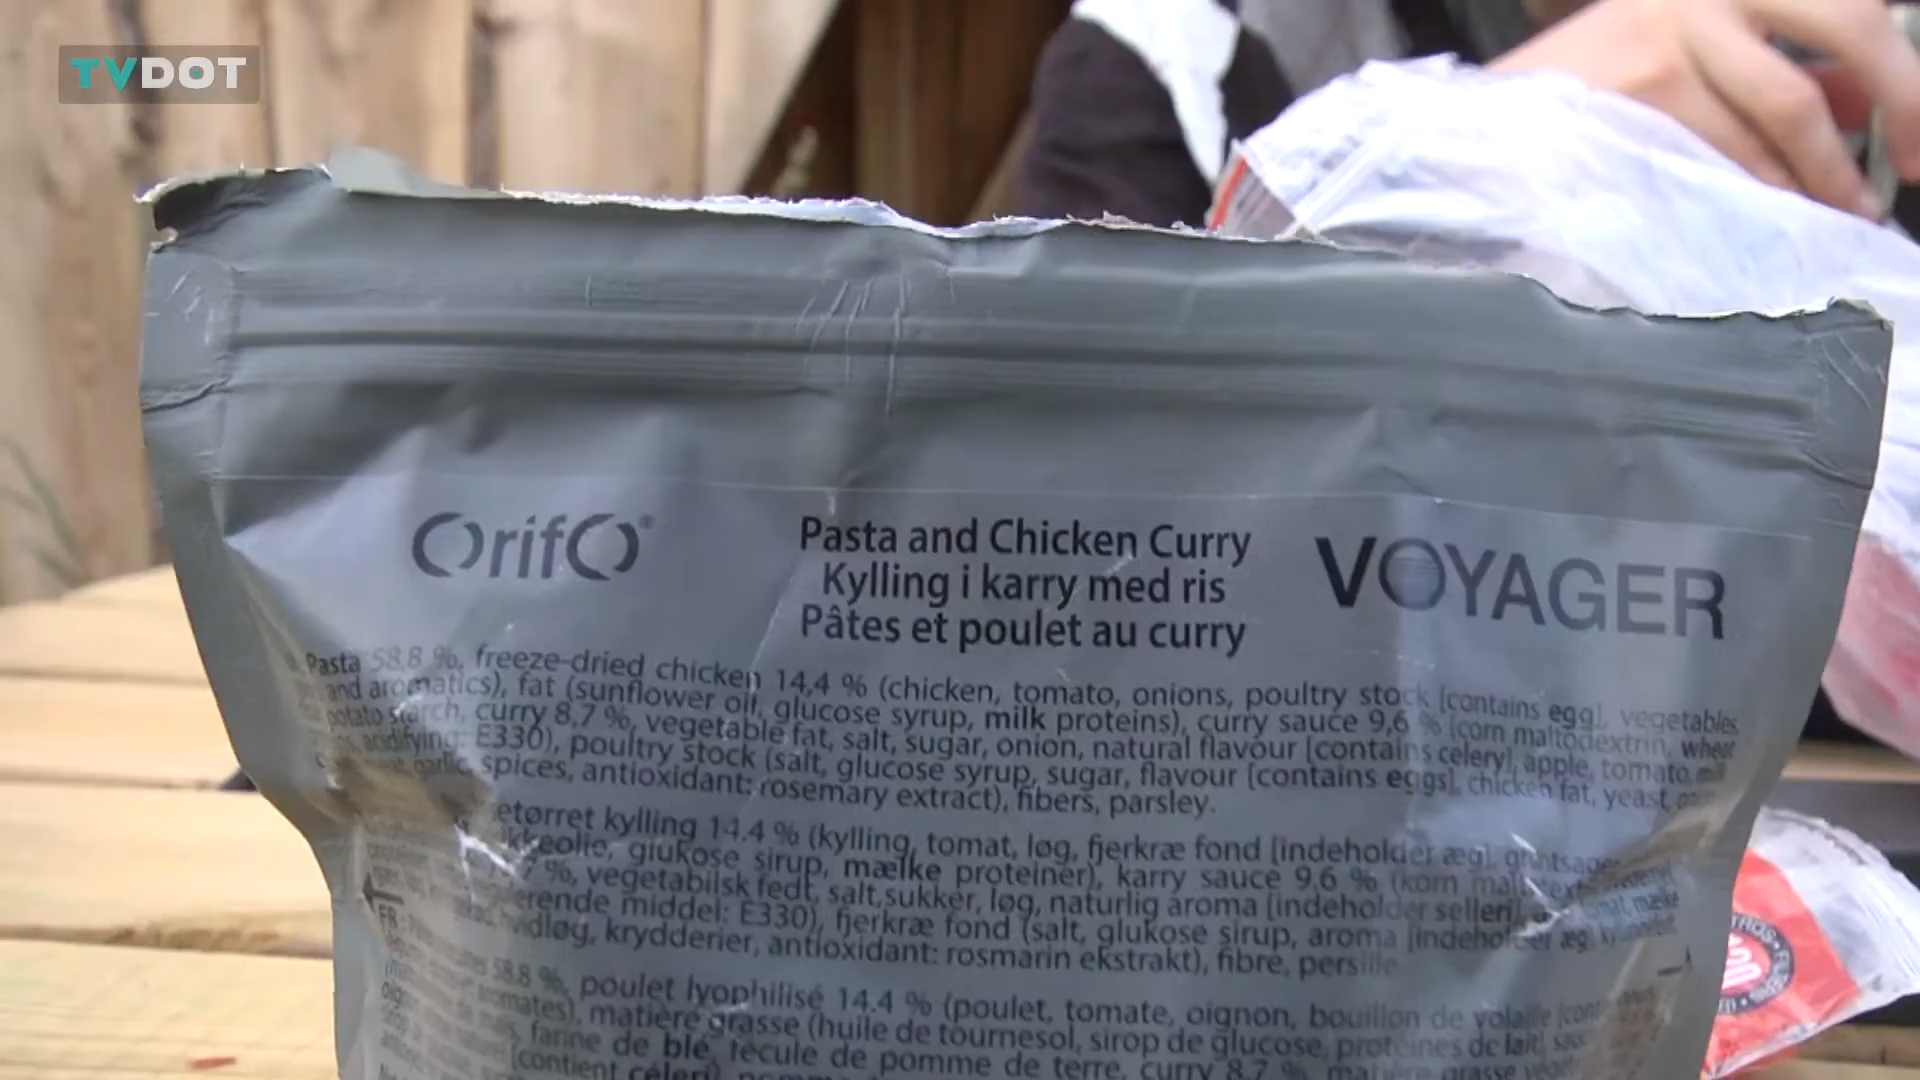 TVDOT
OrifO®
Pasta and Chicken Curry
Kylling i karry med ris
Pâtes et poulet au curry
VOYAGER
Pasta 58.8 %, freeze-dried chicken 14,4 % (chicken, tomato, onions, poultry stock [contains egg], vegetables
and aromatics), fat (sunflower oil, glucose syrup, milk proteins), curry sauce 9,6 % (corn maltodextrin, wheat
potato starch, curry 8,7 %, vegetable fat, salt, sugar, onion, natural flavour [contains celery], apple, tomato,
acidifying: E330), poultry stock (salt, glucose syrup, sugar, flavour [contains eggs], chicken fat, yeast,
garlic, spices, antioxidant: rosemary extract), fibers, parsley.
kylling 14.4 % (kylling, tomat, løg, fjerkræ fond [indeholder æg],
glukose sirup, mælke proteiner), karry sauce 9.6 % (korn
%, vegetabilsk fedt, salt,sukker, løg, naturlig aroma [indeholder selleri],
middel: E330), fjerkræ fond (salt, glukose sirup, aroma [indeholder æg]
krydderier, antioxidant: rosmarin ekstrakt), fibre, persille
FR
58.8 %, poulet lyophilisé 14.4 % (poulet, tomate, oignon, bouillon de volaille
aromates), matière grasse (huile de tournesol, sirop de glucose, protéines de lait),
farine de blé, fécule de pomme de terre, curry 8.7 %, matière grasse
[contient céleri],